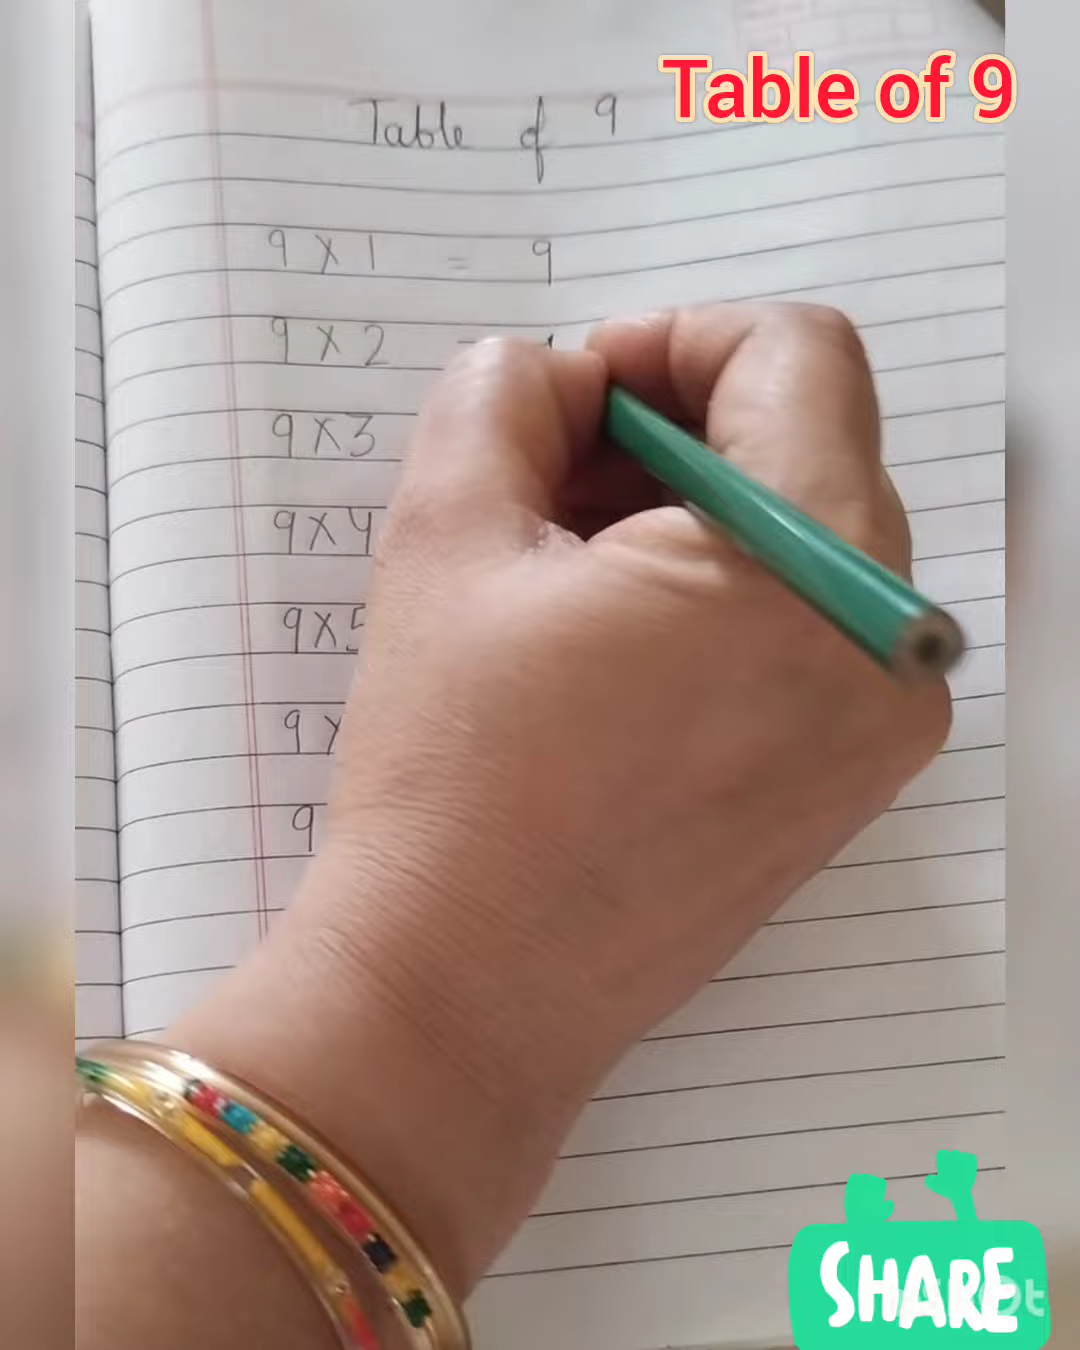 Table of 9
Table of 9
9 X 1 = 9
9 X 2 =
9 X 3
9 X 4
9 X 5
9 X
9
SHARE